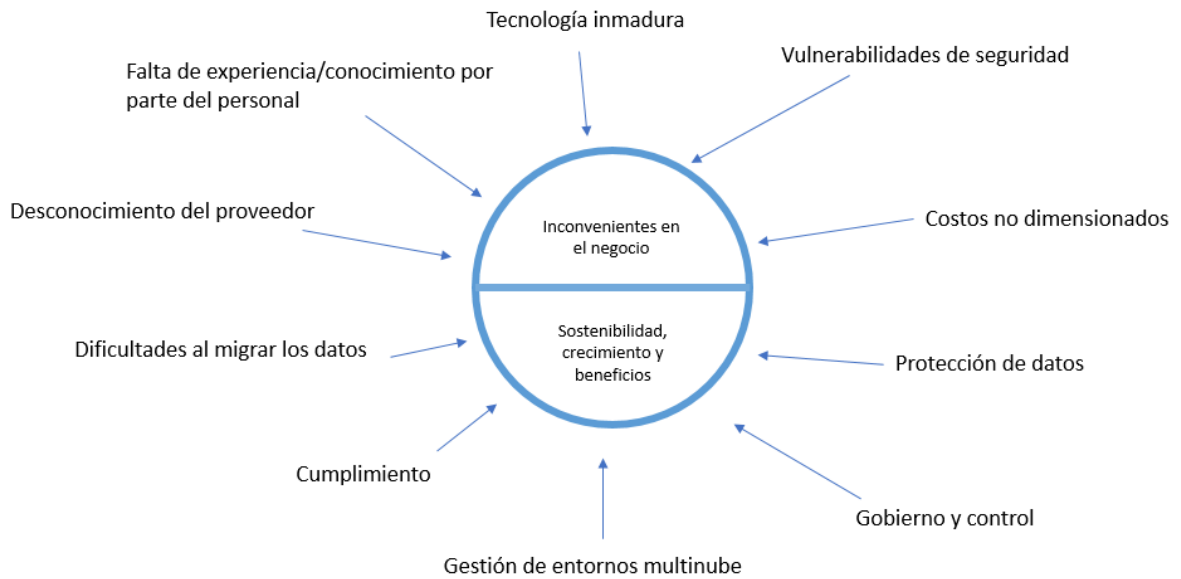 Tecnología inmadura
Vulnerabilidades de seguridad
Falta de experiencia/conocimiento por
parte del personal
Desconocimiento del proveedor
Costos no dimensionados
Inconvenientes en
el negocio
Sostenibilidad,
crecimiento y
beneficios
Dificultades al migrar los datos
Protección de datos
Cumplimiento
Gobierno y control
Gestión de entornos multinube